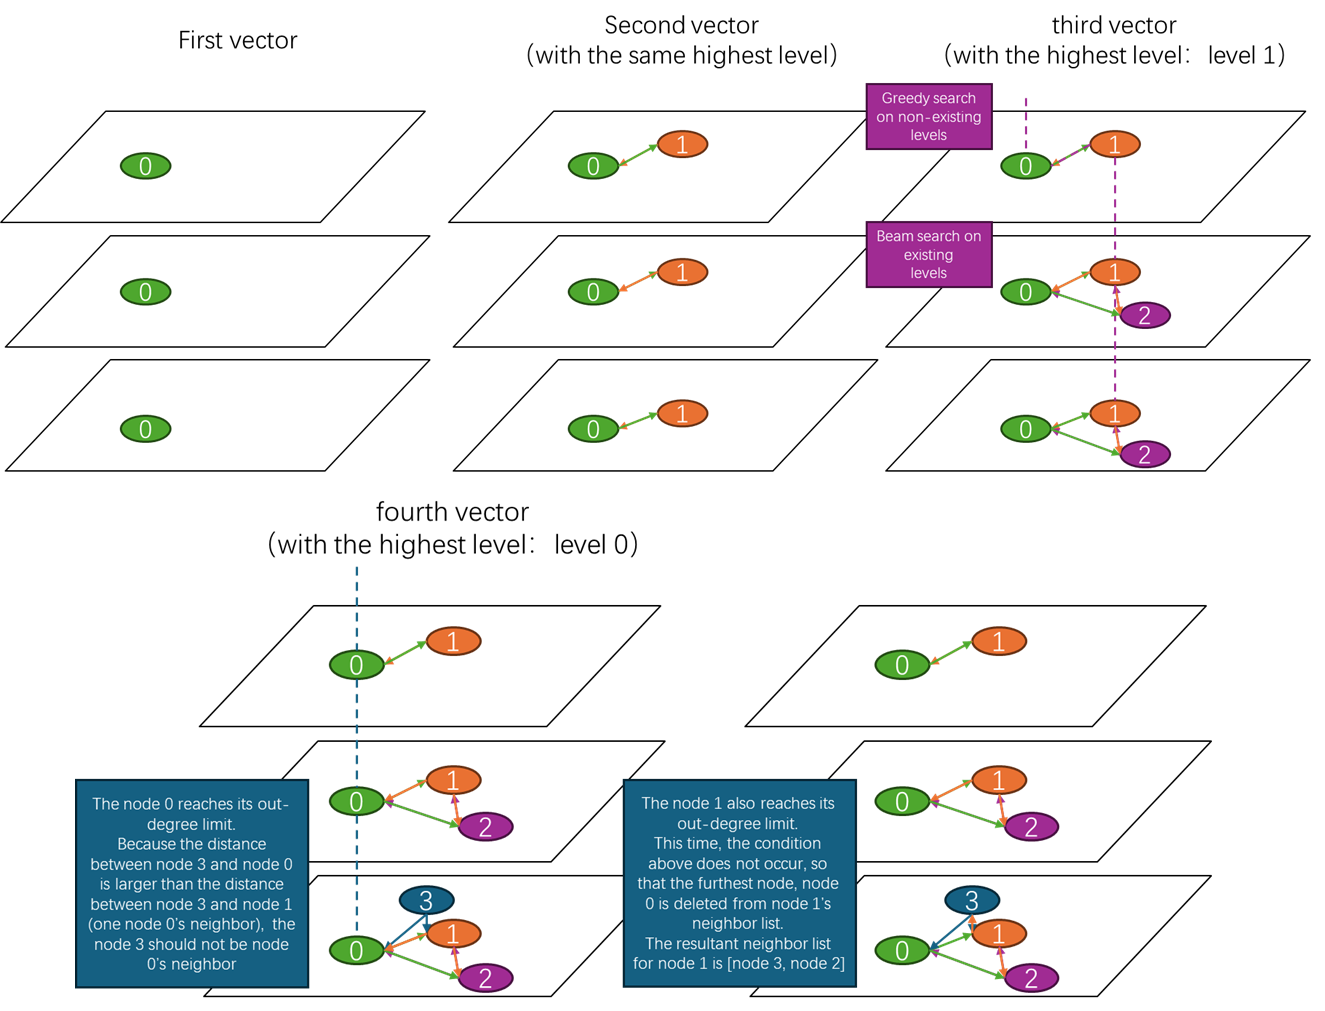 First vector
Second vector
(with the same highest level)
third vector
(with the highest level: level 1)
Greedy search
on non-existing
levels
0
0
1
0
1
Beam search on
existing
levels
0
0
1
0
1
2
0
0
1
0
1
2
fourth vector
(with the highest level: level 0)
0
1
0
1
0
1
2
0
1
2
The node 0 reaches its out-
degree limit.
Because the distance
between node 3 and node 0
is larger than the distance
between node 3 and node 1
(one node 0's neighbor), the
node 3 should not be node
0's neighbor
3
0
1
2
The node 1 also reaches its
out-degree limit.
This time, the condition
above does not occur, so
that the furthest node, node
0 is deleted from node 1's
neighbor list.
The resultant neighbor list
for node 1 is [node 3, node 2]
3
0
1
2